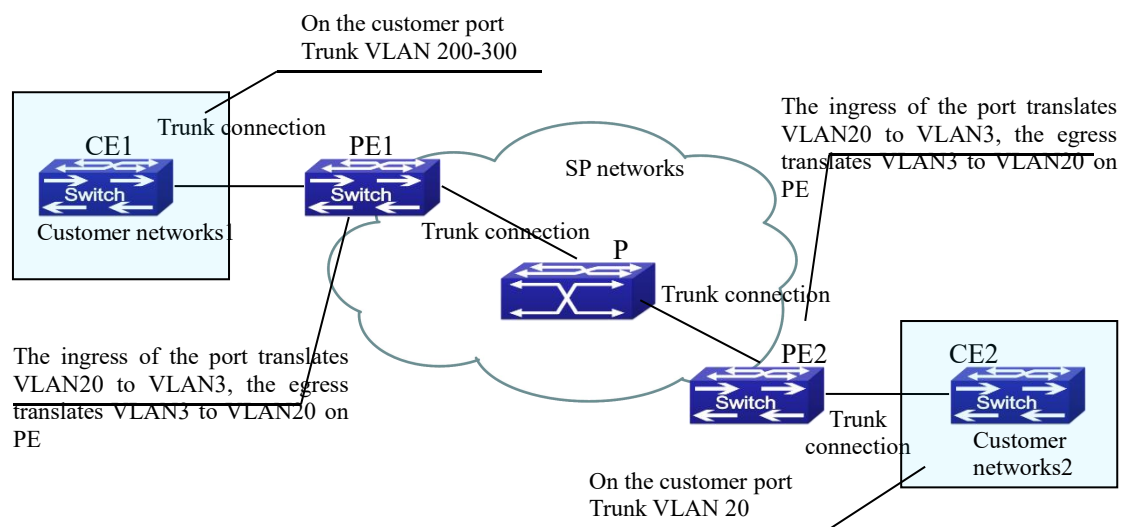 On the customer port
Trunk VLAN 200-300
Trunk connection
CE1
Switch
Customer networks1
PE1
Switch
SP networks
The ingress of the port translates
VLAN20 to VLAN3, the egress
translates VLAN3 to VLAN20 on
PE
Trunk connection
P
Trunk connection
The ingress of the port translates
VLAN20 to VLAN3, the egress
translates VLAN3 to VLAN20 on
PE
PE2
Switch
CE2
Switch
Trunk
connection
Customer
networks2
On the customer port
Trunk VLAN 20